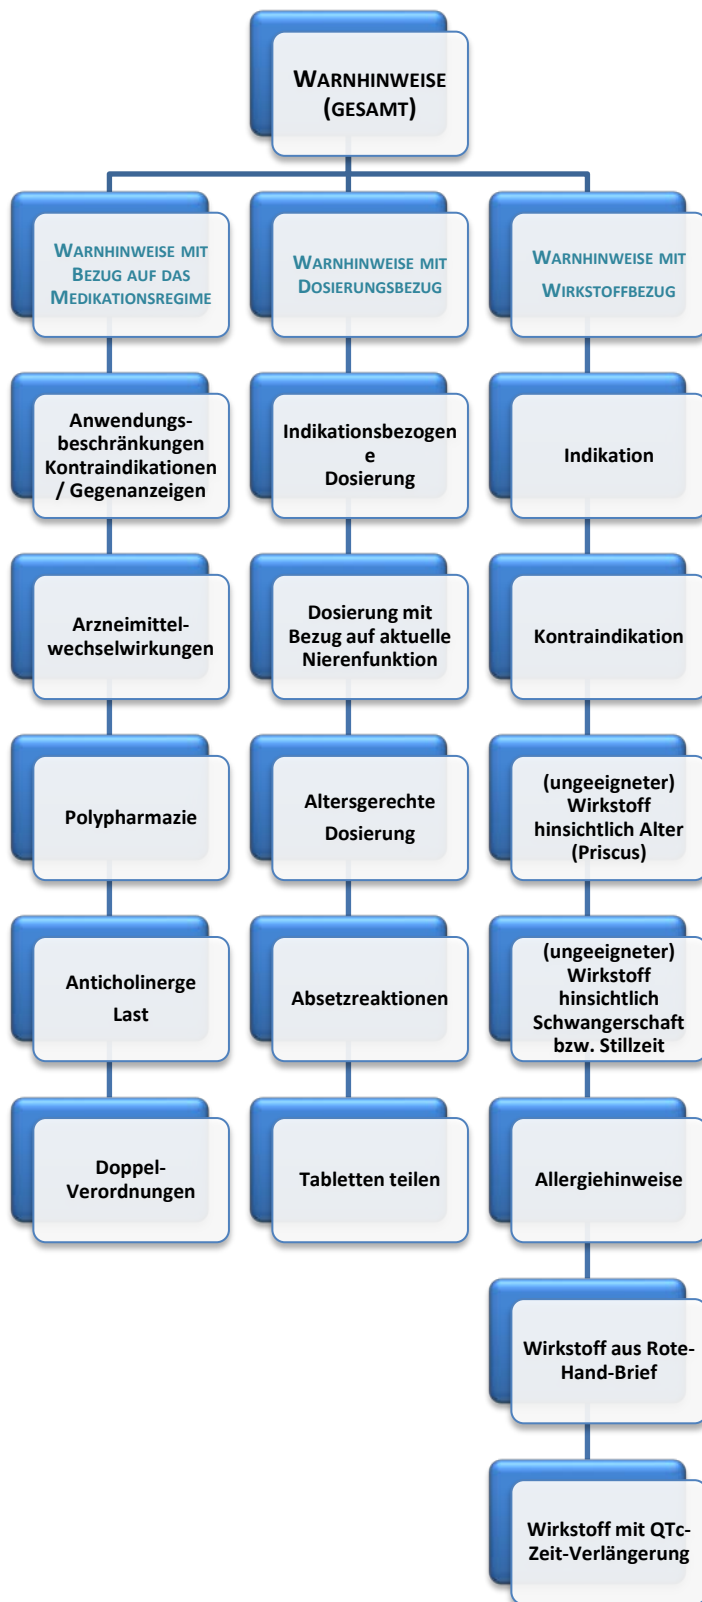 WARNHINWEISE
(GESAMT)
WARNHINWEISE MIT
BEZUG AUF DAS
MEDIKATIONSREGIME
Anwendungs-
beschränkungen
Kontraindikationen
/ Gegenanzeigen
Arzneimittel-
wechselwirkungen
Polypharmazie
Anticholinerge
Last
Doppel-
Verordnungen
WARNHINWEISE MIT
DOSIERUNGSBEZUG
Indikationsbezogen
e
Dosierung
Dosierung mit
Bezug auf aktuelle
Nierenfunktion
Altersgerechte
Dosierung
Absetzreaktionen
Tabletten teilen
WARNHINWEISE MIT
WIRKSTOFFBEZUG
Indikation
Kontraindikation
(ungeeigneter)
Wirkstoff
hinsichtlich Alter
(Priscus)
(ungeeigneter)
Wirkstoff
hinsichtlich
Schwangerschaft
bzw. Stillzeit
Allergiehinweise
Wirkstoff aus Rote-
Hand-Brief
Wirkstoff mit QTc-
Zeit-Verlängerung